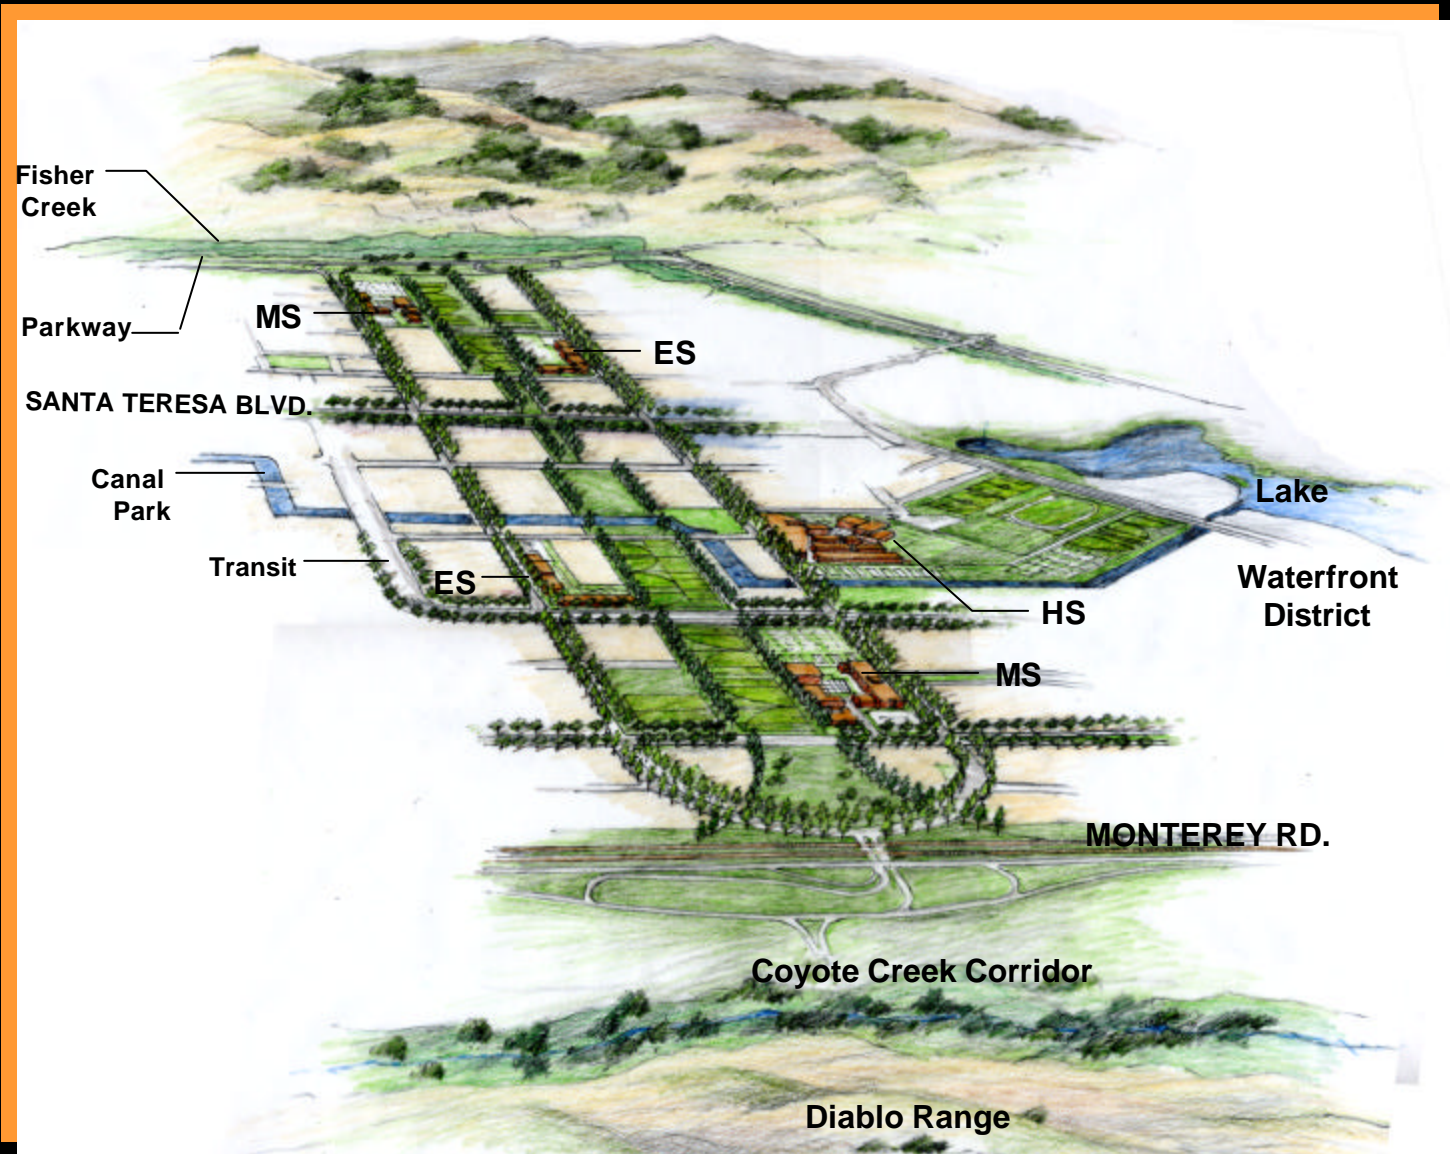 Fisher
Creek
Parkway
MS
ES
SANTA TERESA BLVD.
Canal
Park
Lake
Transit
ES
Waterfront
District
HS
MS
MONTEREY RD.
Coyote Creek Corridor
Diablo Range